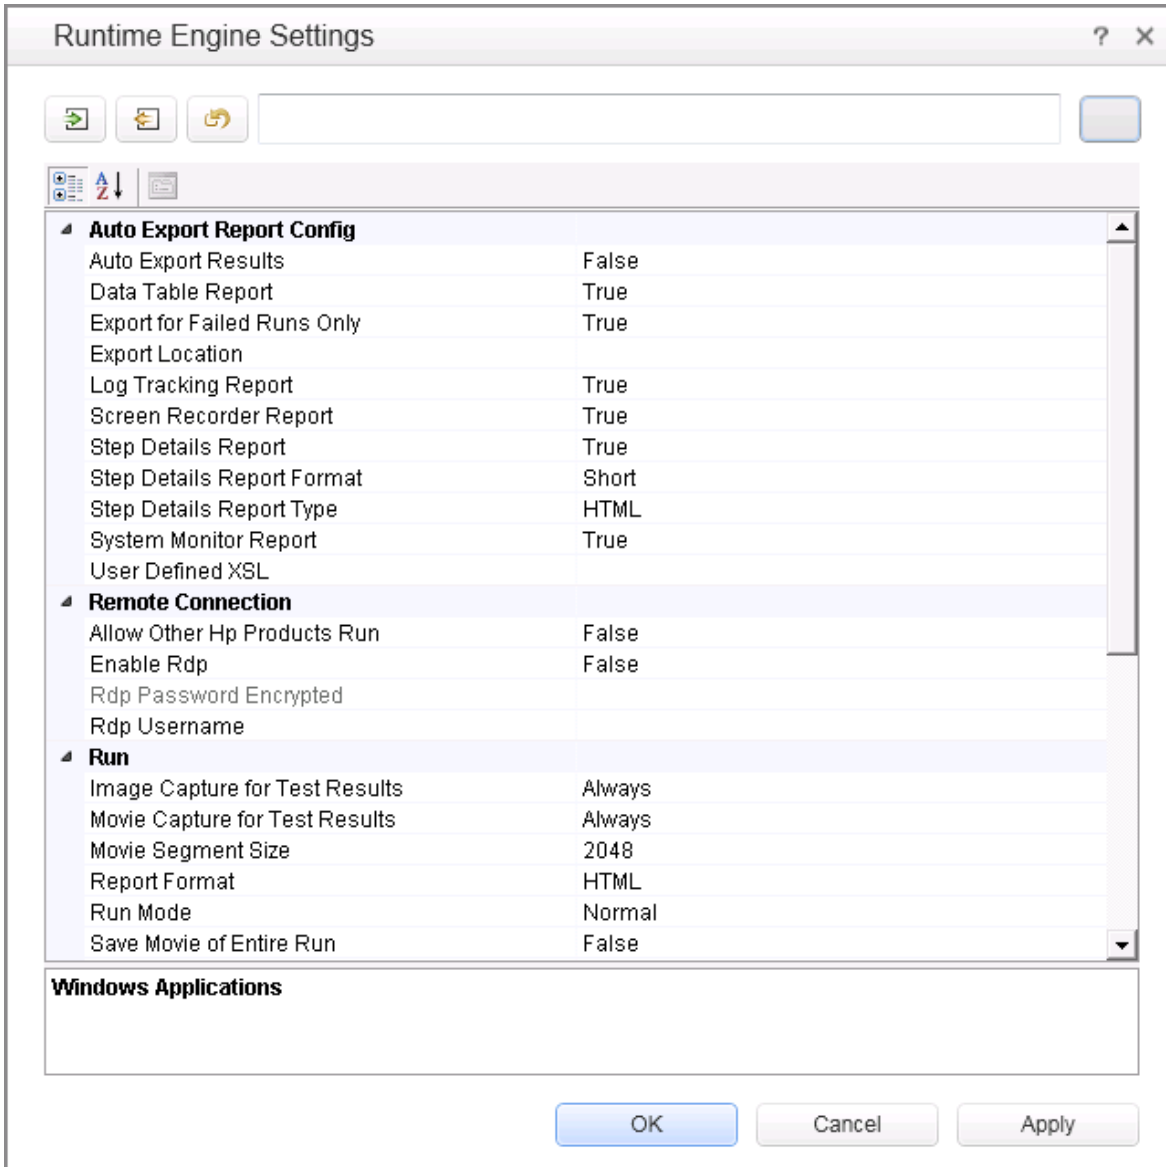 Runtime Engine Settings
Auto Export Report Config
Auto Export Results False
Data Table Report True
Export for Failed Runs Only True
Export Location
Log Tracking Report True
Screen Recorder Report True
Step Details Report True
Step Details Report Format Short
Step Details Report Type HTML
System Monitor Report True
User Defined XSL
Remote Connection
Allow Other Hp Products Run False
Enable Rdp False
Rdp Password Encrypted
Rdp Username
Run
Image Capture for Test Results Always
Movie Capture for Test Results Always
Movie Segment Size 2048
Report Format HTML
Run Mode Normal
Save Movie of Entire Run False
Windows Applications
OK Cancel Apply